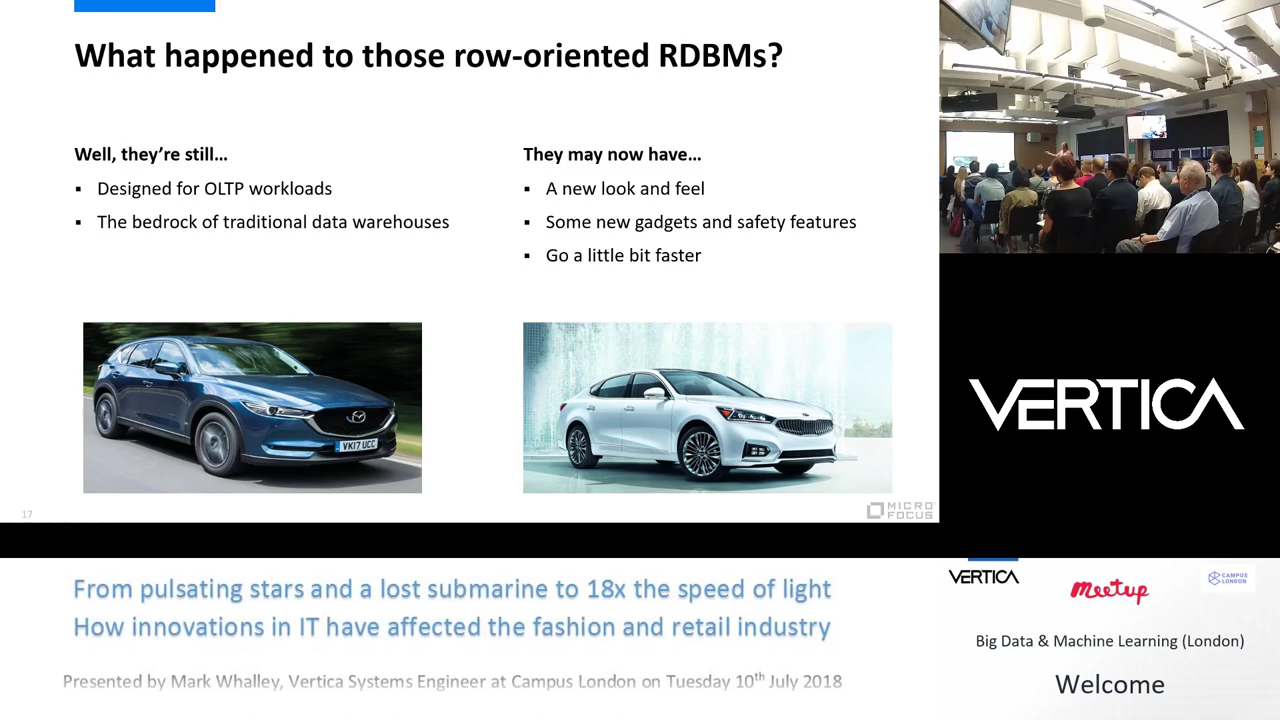 What happened to those row-oriented RDBMs?
Well, they're still...
▪ Designed for OLTP workloads
▪ The bedrock of traditional data warehouses
They may now have...
▪ A new look and feel
▪ Some new gadgets and safety features
▪ Go a little bit faster
VK17 UCC
17
MICRO
FOCUS
VERTICA
From pulsating stars and a lost submarine to 18x the speed of light
How innovations in IT have affected the fashion and retail industry
Presented by Mark Whalley, Vertica Systems Engineer at Campus London on Tuesday 10th July 2018
VERTICA
meetup
CAMPUS
LONDON
Big Data & Machine Learning (London)
Welcome